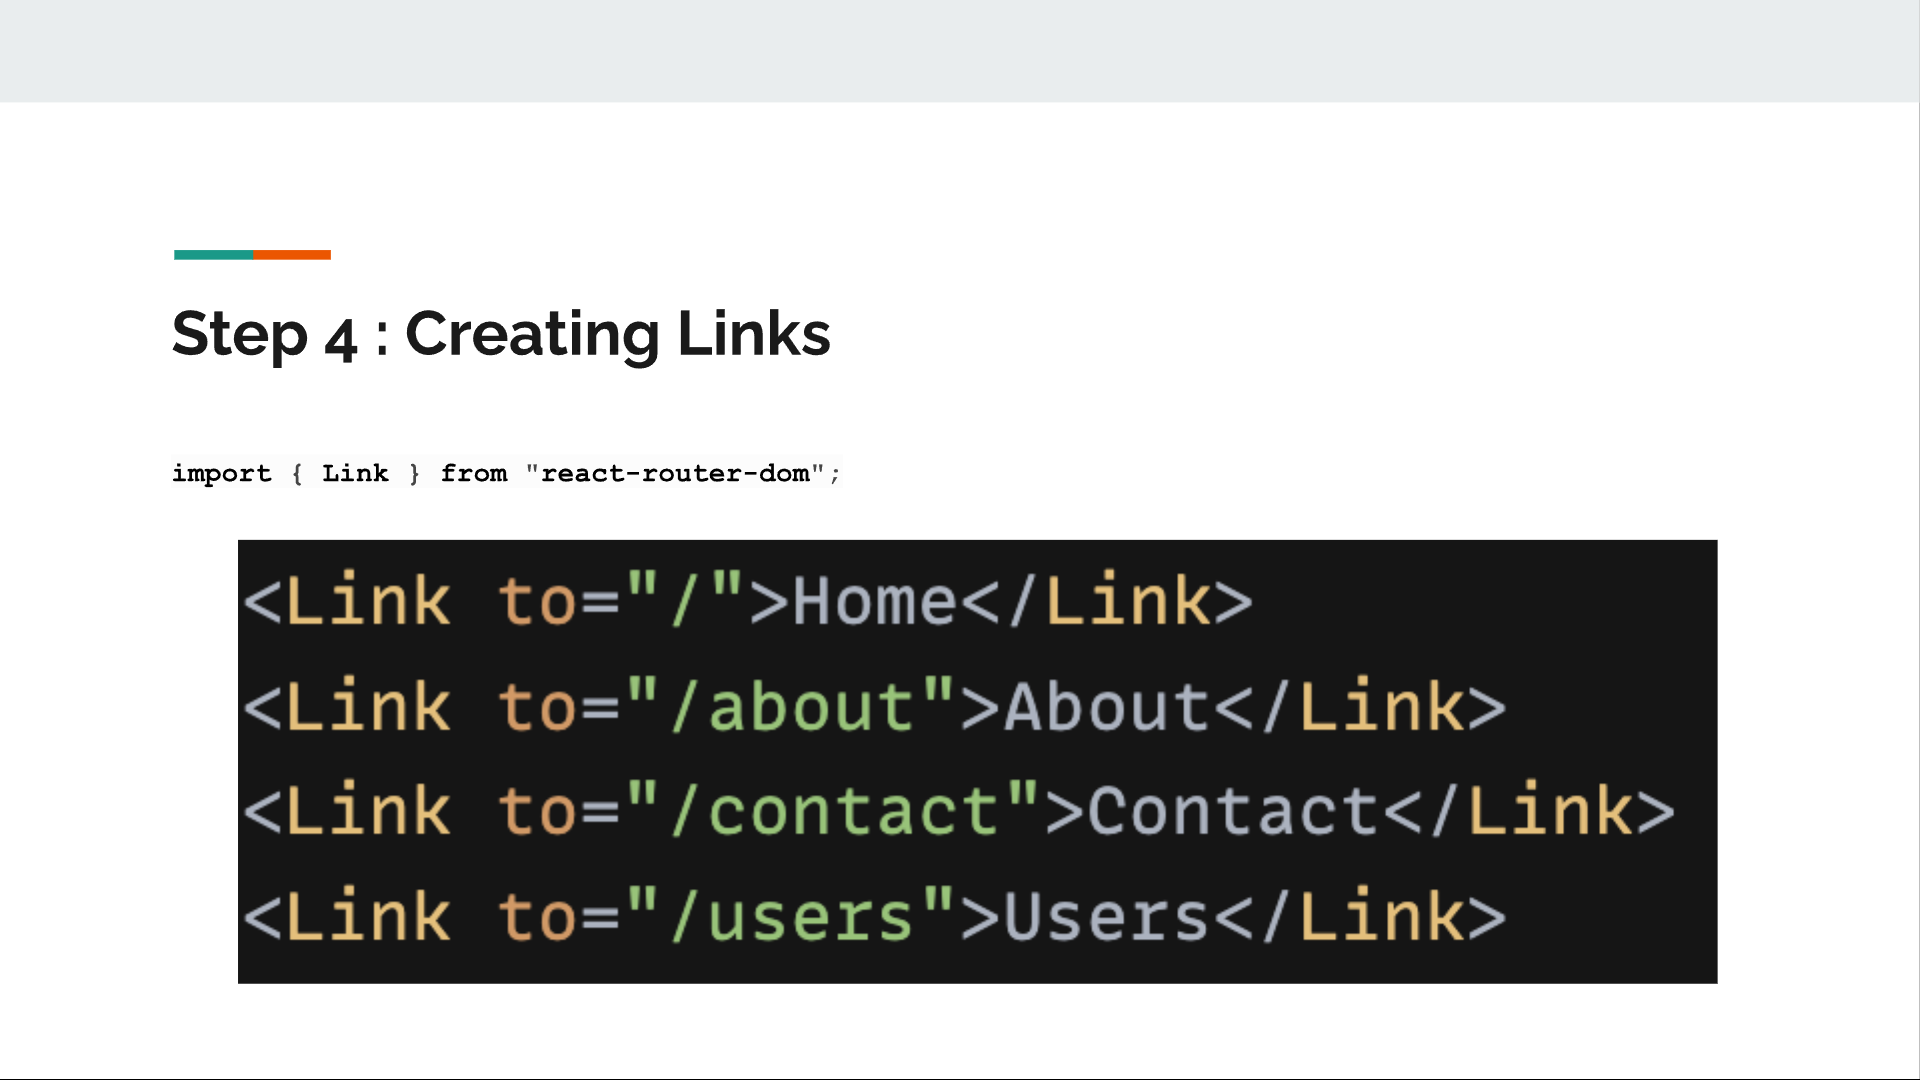 Step 4 : Creating Links
import { Link } from "react-router-dom";
<Link to="/">Home</Link>
<Link to="/about">About</Link>
<Link to="/contact">Contact</Link>
<Link to="/users">Users</Link>